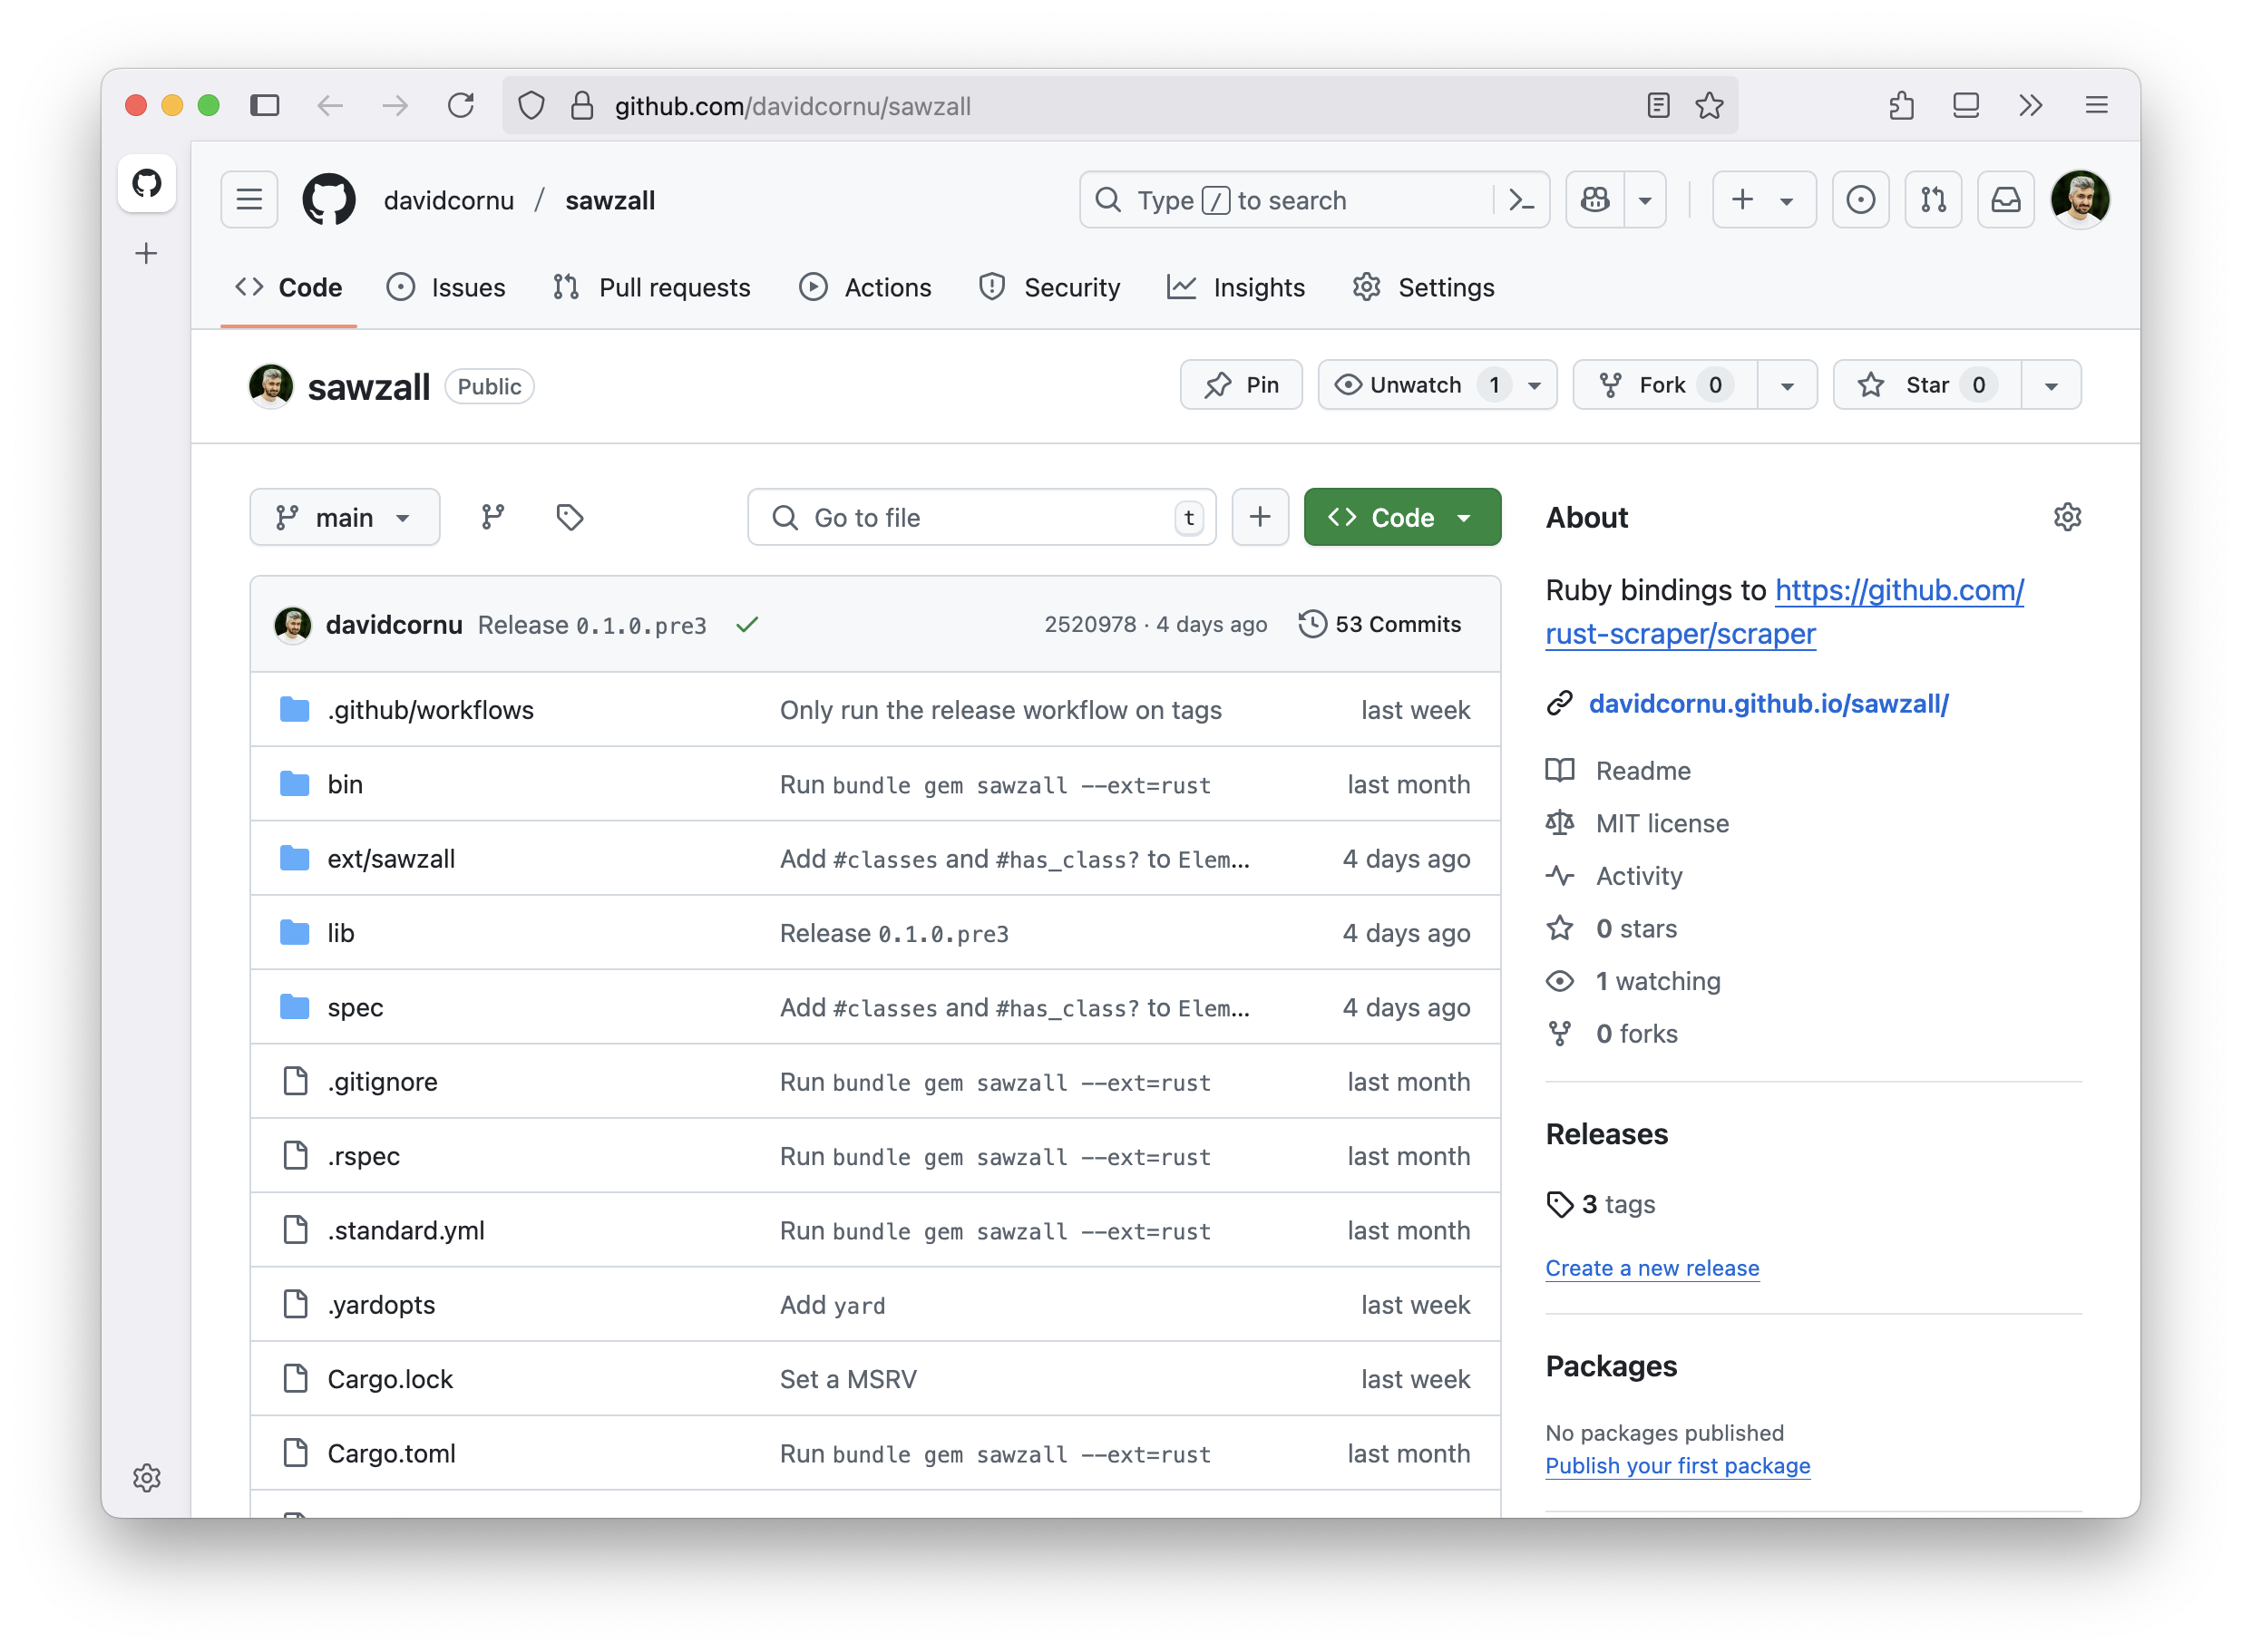 github.com/davidcornu/sawzall
davidcornu / sawzall
Type / to search
Code Issues Pull requests Actions Security Insights Settings
sawzall Public
Pin Unwatch 1 Fork 0 Star 0
main Go to file t Code
davidcornu Release 0.1.0.pre3 2520978 · 4 days ago 53 Commits
.github/workflows Only run the release workflow on tags last week
bin Run bundle gem sawzall --ext=rust last month
ext/sawzall Add #classes and #has_class? to Elem... 4 days ago
lib Release 0.1.0.pre3 4 days ago
spec Add #classes and #has_class? to Elem... 4 days ago
.gitignore Run bundle gem sawzall --ext=rust last month
.rspec Run bundle gem sawzall --ext=rust last month
.standard.yml Run bundle gem sawzall --ext=rust last month
.yardopts Add yard last week
Cargo.lock Set a MSRV last week
Cargo.toml Run bundle gem sawzall --ext=rust last month
About
Ruby bindings to https://github.com/
rust-scraper/scraper
davidcornu.github.io/sawzall/
Readme
MIT license
Activity
0 stars
1 watching
0 forks
Releases
3 tags
Create a new release
Packages
No packages published
Publish your first package